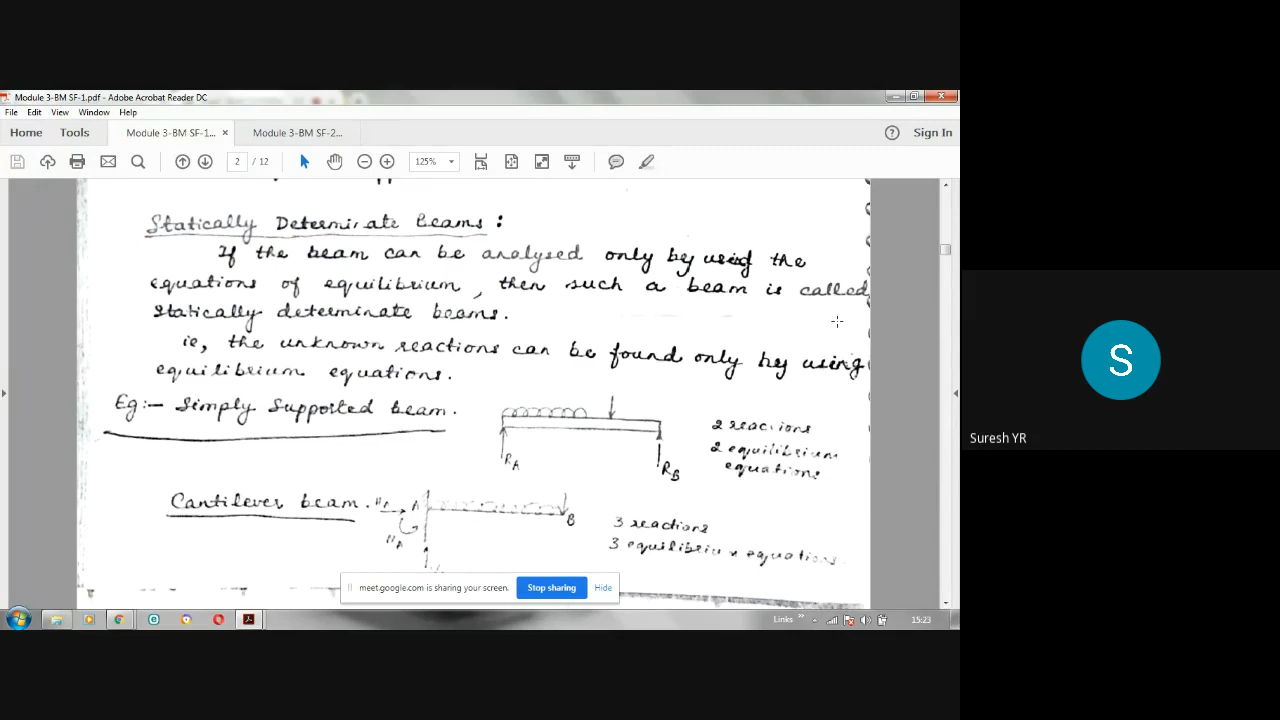 Module 3-BM SF-1.pdf - Adobe Acrobat Reader DC
File Edit View Window Help
Home Tools Module 3-BM SF-1... × Module 3-BM SF-2... Sign In
2 / 12 125%
Statically Determinate beams :
If the beam can be analysed only by using the
equations of equilibrium, then such a beam is called
statically determinate beams.
ie, the unknown reactions can be found only by using
equilibrium equations.
Eg:- Simply Supported beam.
2 reactions
2 equilibrium
equations
RA
RB
Cantilever beam.
A
B
3 reactions
3 equilibrium equations
meet.google.com is sharing your screen. Stop sharing Hide
Links » 15:23
S
Suresh YR